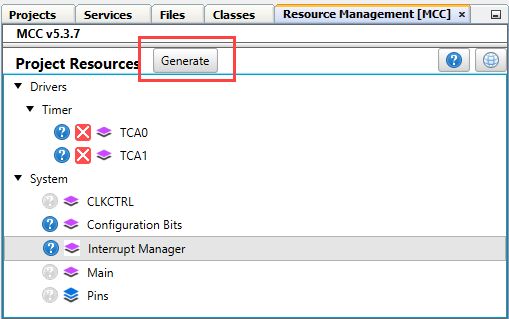 Projects Services Files Classes Resource Management [MCC] ×
MCC v5.3.7
Project Resources Generate ?
Drivers
Timer
? TCA0
? TCA1
System
? CLKCTRL
? Configuration Bits
? Interrupt Manager
? Main
? Pins